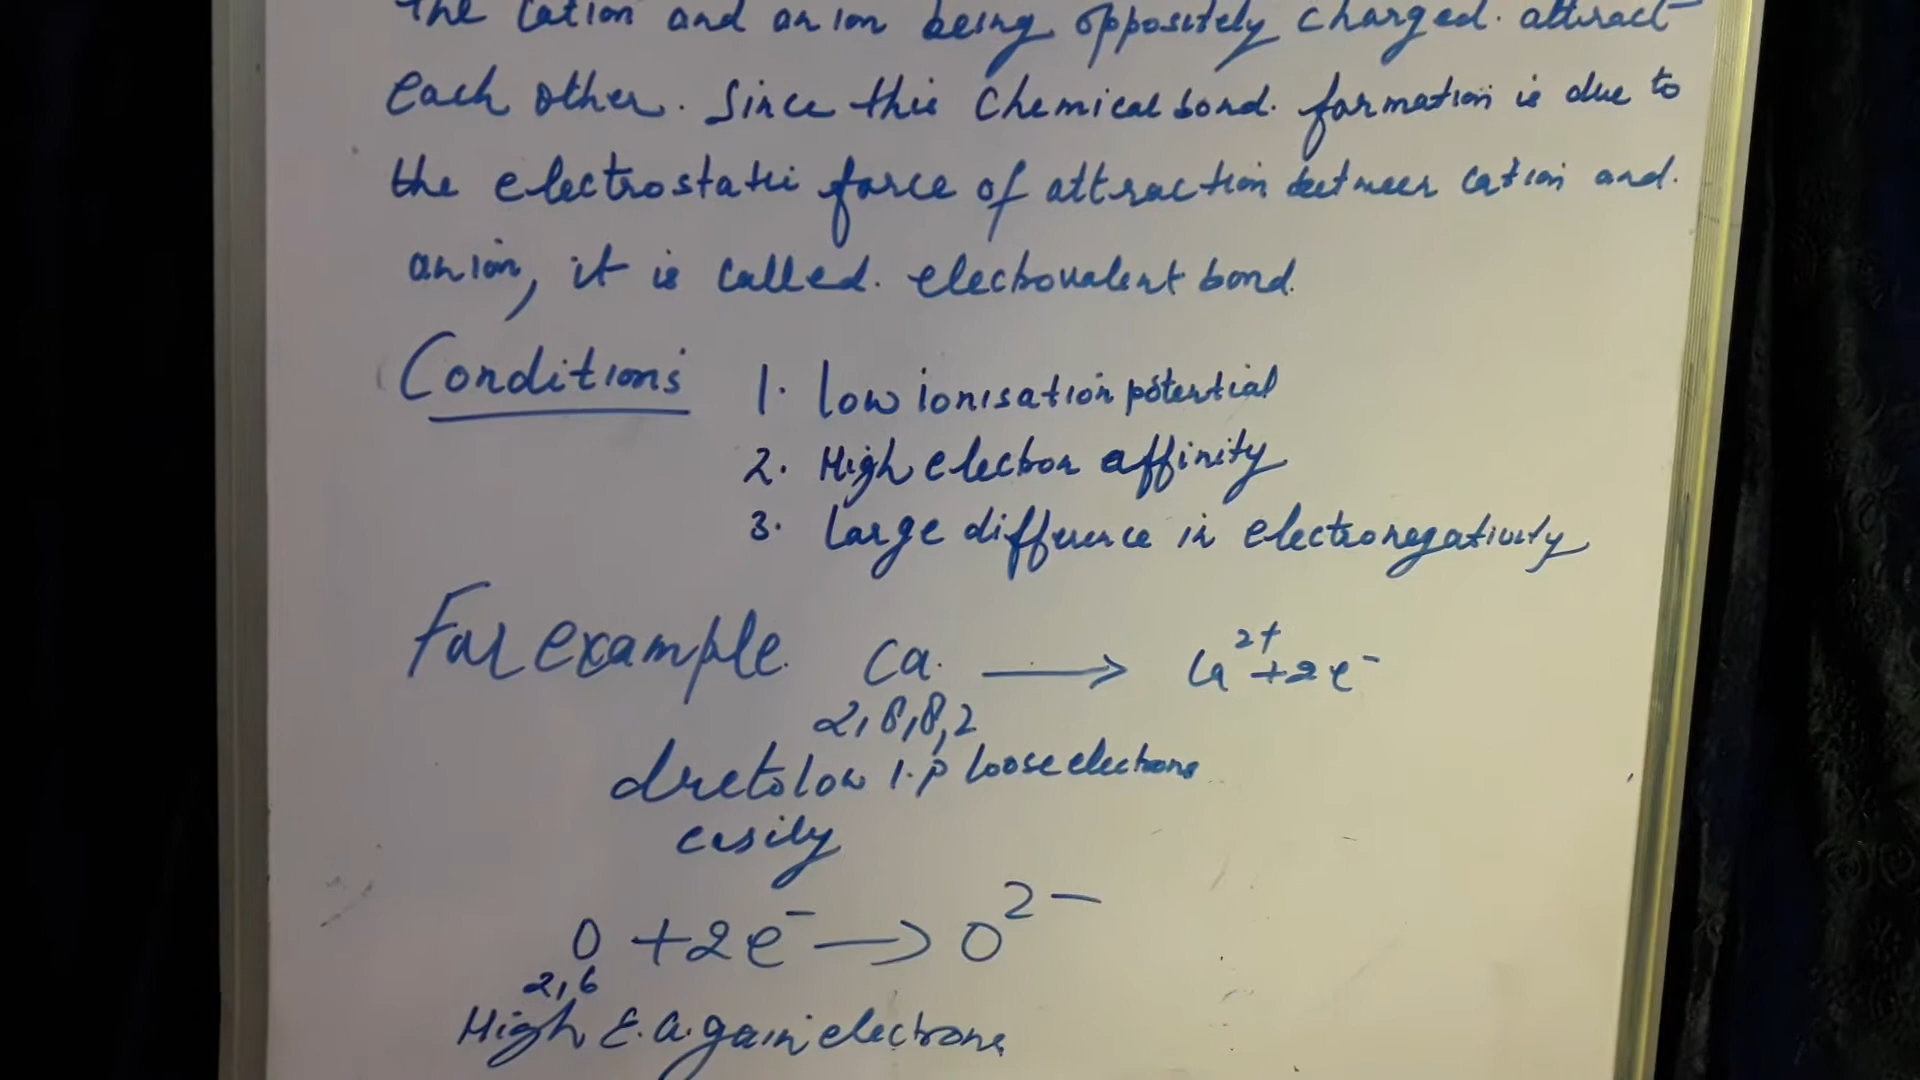 The cation and anion being oppositely charged. attract
each other. Since this Chemical bond. formation is due to
the electrostatic force of attraction between cation and.
anion, it is called. electrovalent bond.
Conditions 1. low ionisation potential
2. High electron affinity
3. Large difference in electronegativity
For example. Ca. → Ca²⁺+2e⁻
2,8,8,2
due to low I.P loose electrons
easily
O +2e⁻ → O²⁻
2,6
High E.A. gain electrons